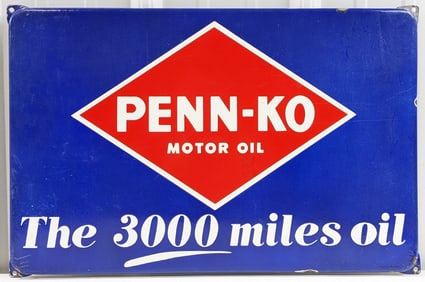 PENN-KO
MOTOR OIL
The 3000 miles oil